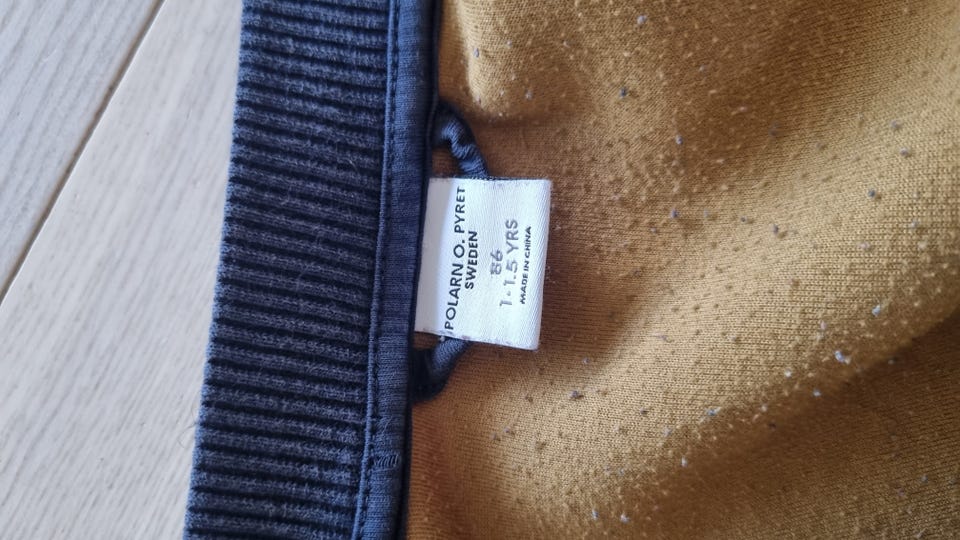 POLARN O. PYRET
SWEDEN
86
1-1.5 YRS
MADE IN CHINA